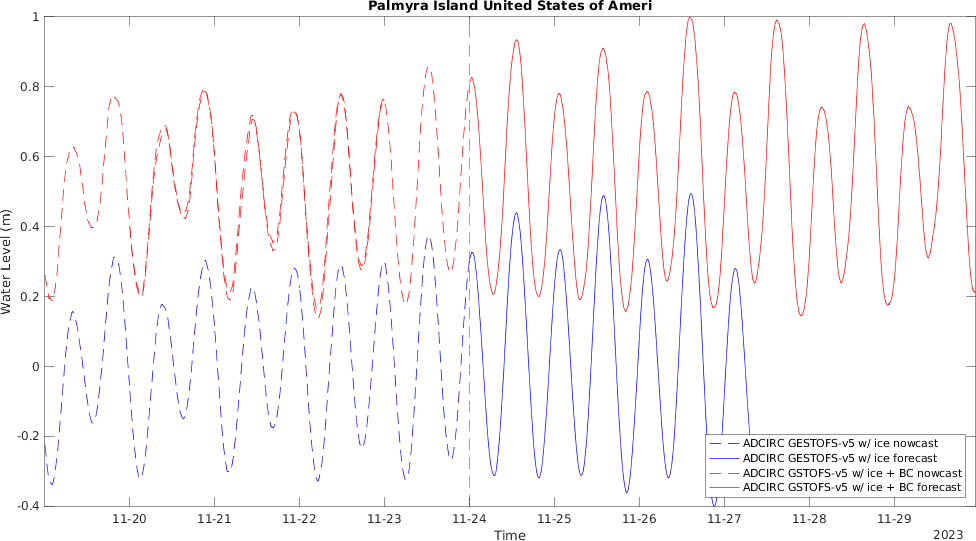 Palmyra Island United States of Ameri
1
0.8
0.6
0.4
0.2
0
-0.2
-0.4
Water Level (m)
ADCIRC GESTOFS-v5 w/ ice nowcast
ADCIRC GESTOFS-v5 w/ ice forecast
ADCIRC GSTOFS-v5 w/ ice + BC nowcast
ADCIRC GSTOFS-v5 w/ ice + BC forecast
11-20 11-21 11-22 11-23 11-24 11-25 11-26 11-27 11-28 11-29
Time
2023